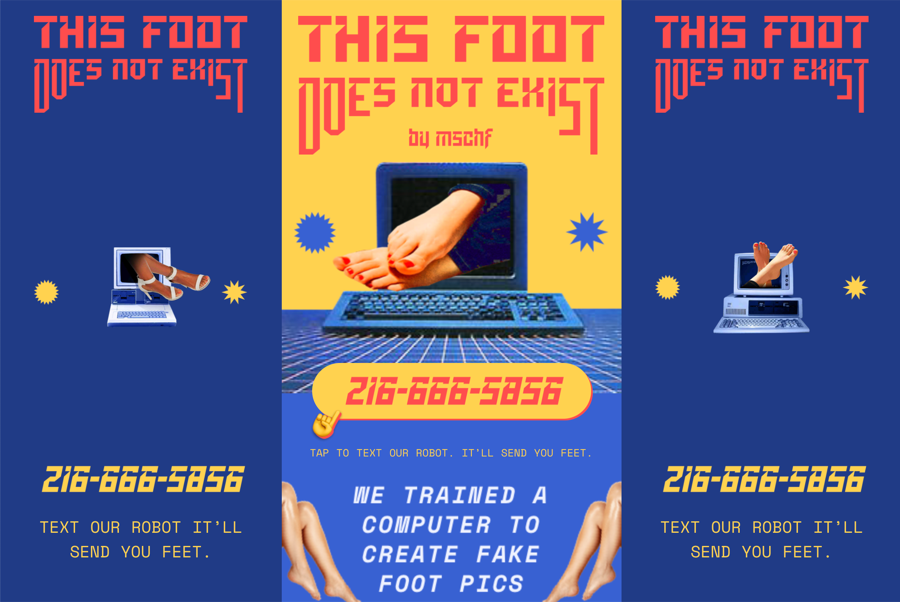 THIS FOOT
DOES NOT EXIST
216-666-5856
TEXT OUR ROBOT IT'LL
SEND YOU FEET.
THIS FOOT
DOES NOT EXIST
by mschf
216-666-5856
TAP TO TEXT OUR ROBOT. IT'LL SEND YOU FEET.
WE TRAINED A
COMPUTER TO
CREATE FAKE
FOOT PICS
THIS FOOT
DOES NOT EXIST
216-666-5856
TEXT OUR ROBOT IT'LL
SEND YOU FEET.